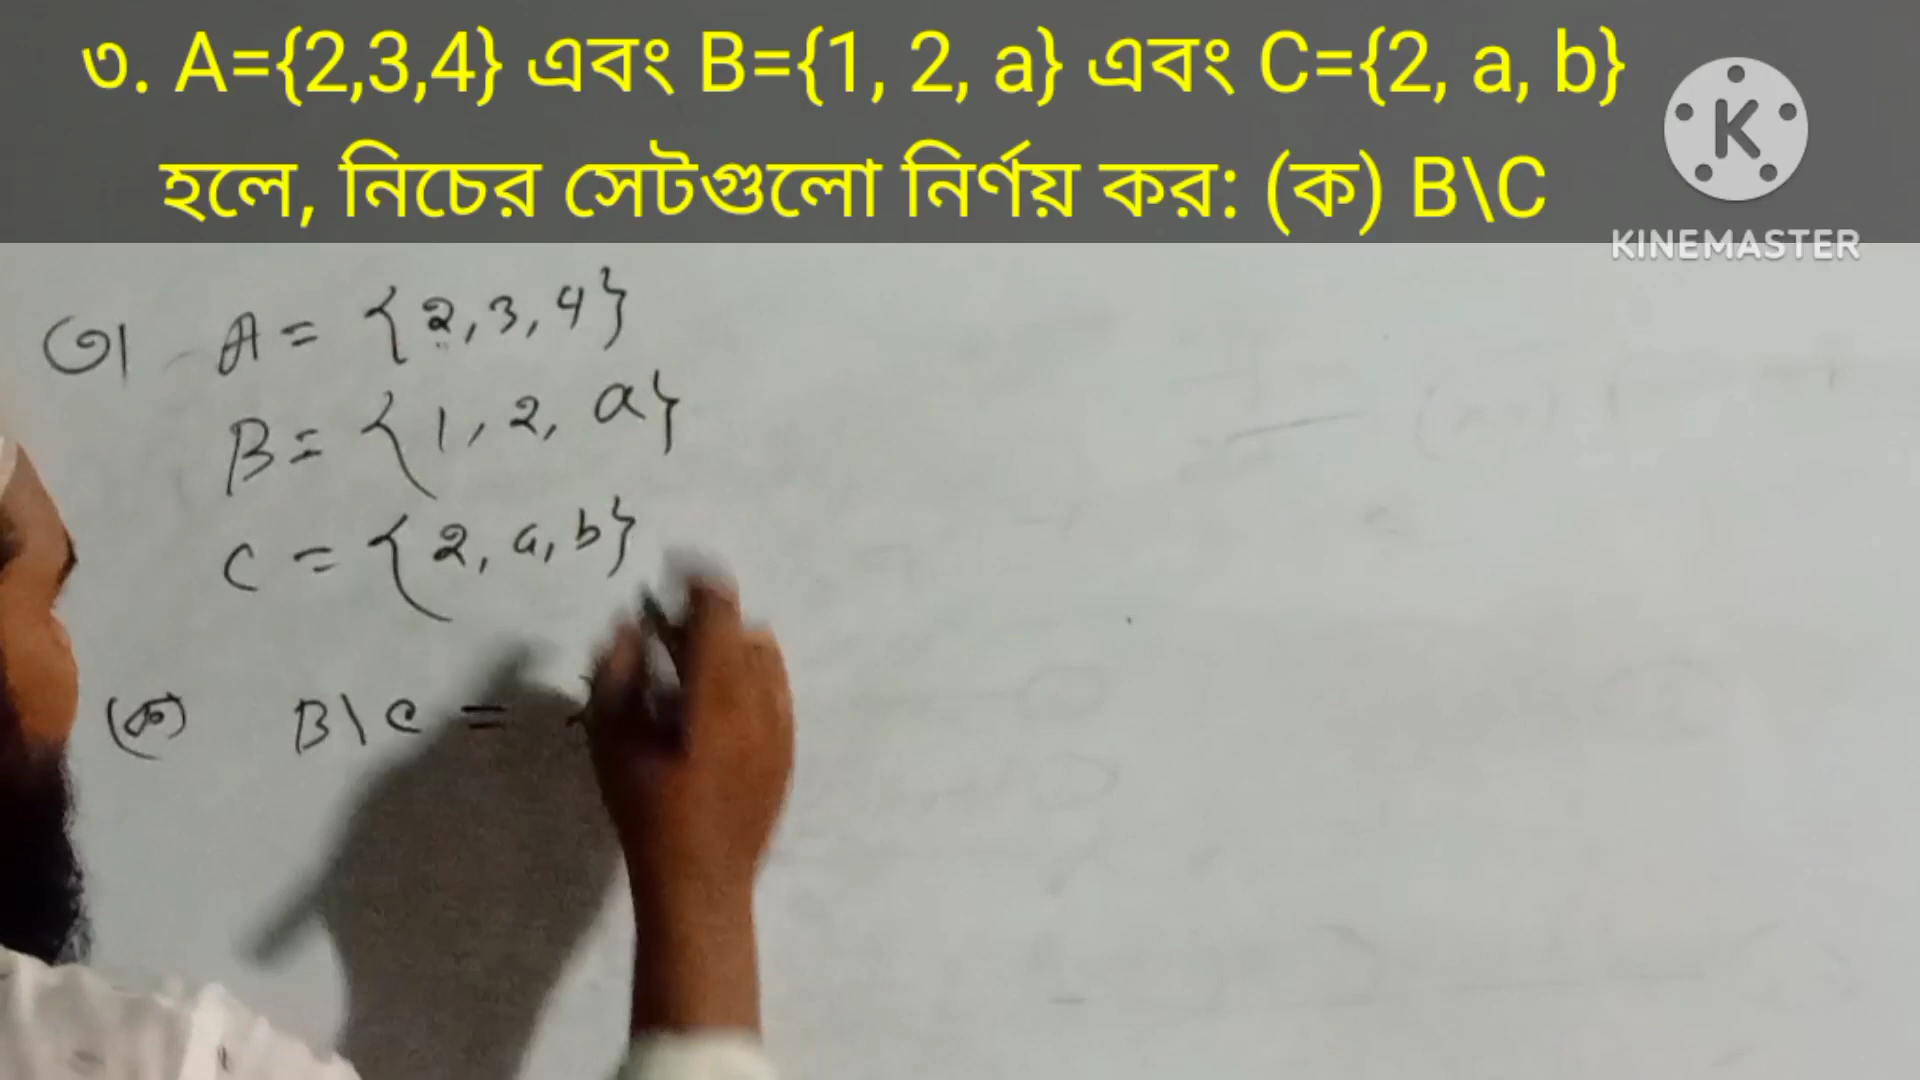 ৩. A={2,3,4} এবং B={1, 2, a} এবং C={2, a, b}
হলে, নিচের সেটগুলো নির্ণয় কর: (ক) B\C
K
KINEMASTER
৩। A = {2,3,4}
B = {1, 2, a}
C = {2, a, b}
(ক) B\C =